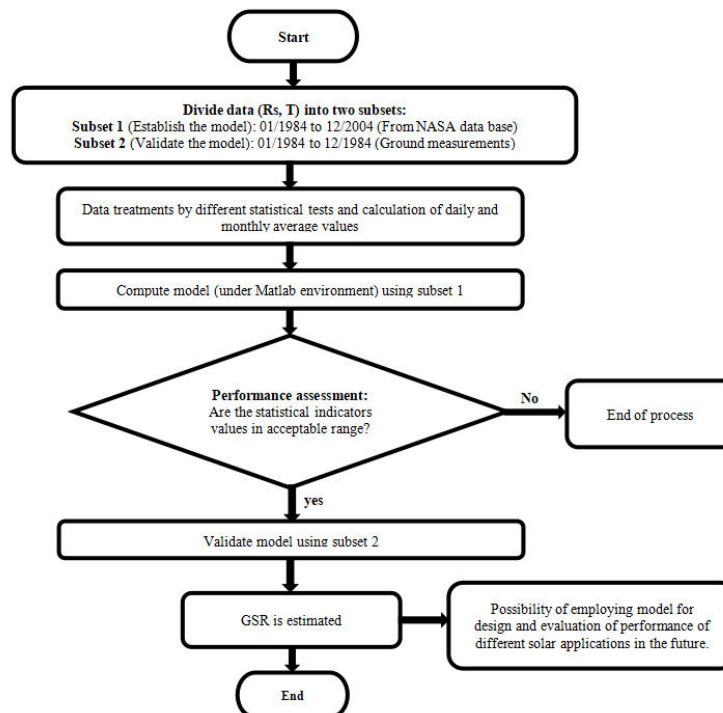 Start
Divide data (Rs, T) into two subsets:
Subset 1 (Establish the model): 01/1984 to 12/2004 (From NASA data base)
Subset 2 (Validate the model): 01/1984 to 12/1984 (Ground measurements)
Data treatments by different statistical tests and calculation of daily and
monthly average values
Compute model (under Matlab environment) using subset 1
Performance assessment:
Are the statistical indicators
values in acceptable range?
No
End of process
yes
Validate model using subset 2
GSR is estimated
Possibility of employing model for
design and evaluation of performance of
different solar applications in the future.
End